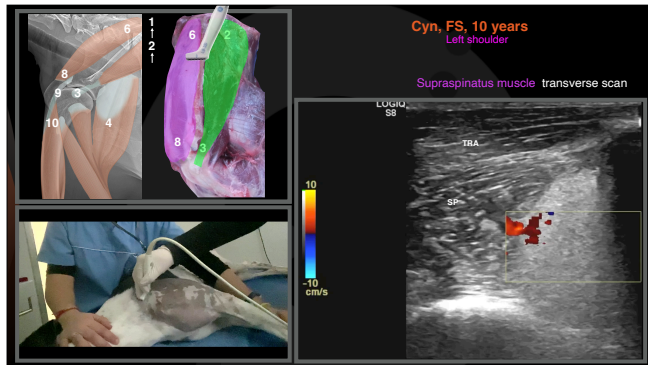 Cyn, FS, 10 years
Left shoulder
Supraspinatus muscle transverse scan
6
8
9
3
10
4
1
2
6
2
8
3
LOGIQ
S8
TRA
SP
10
-10
cm/s